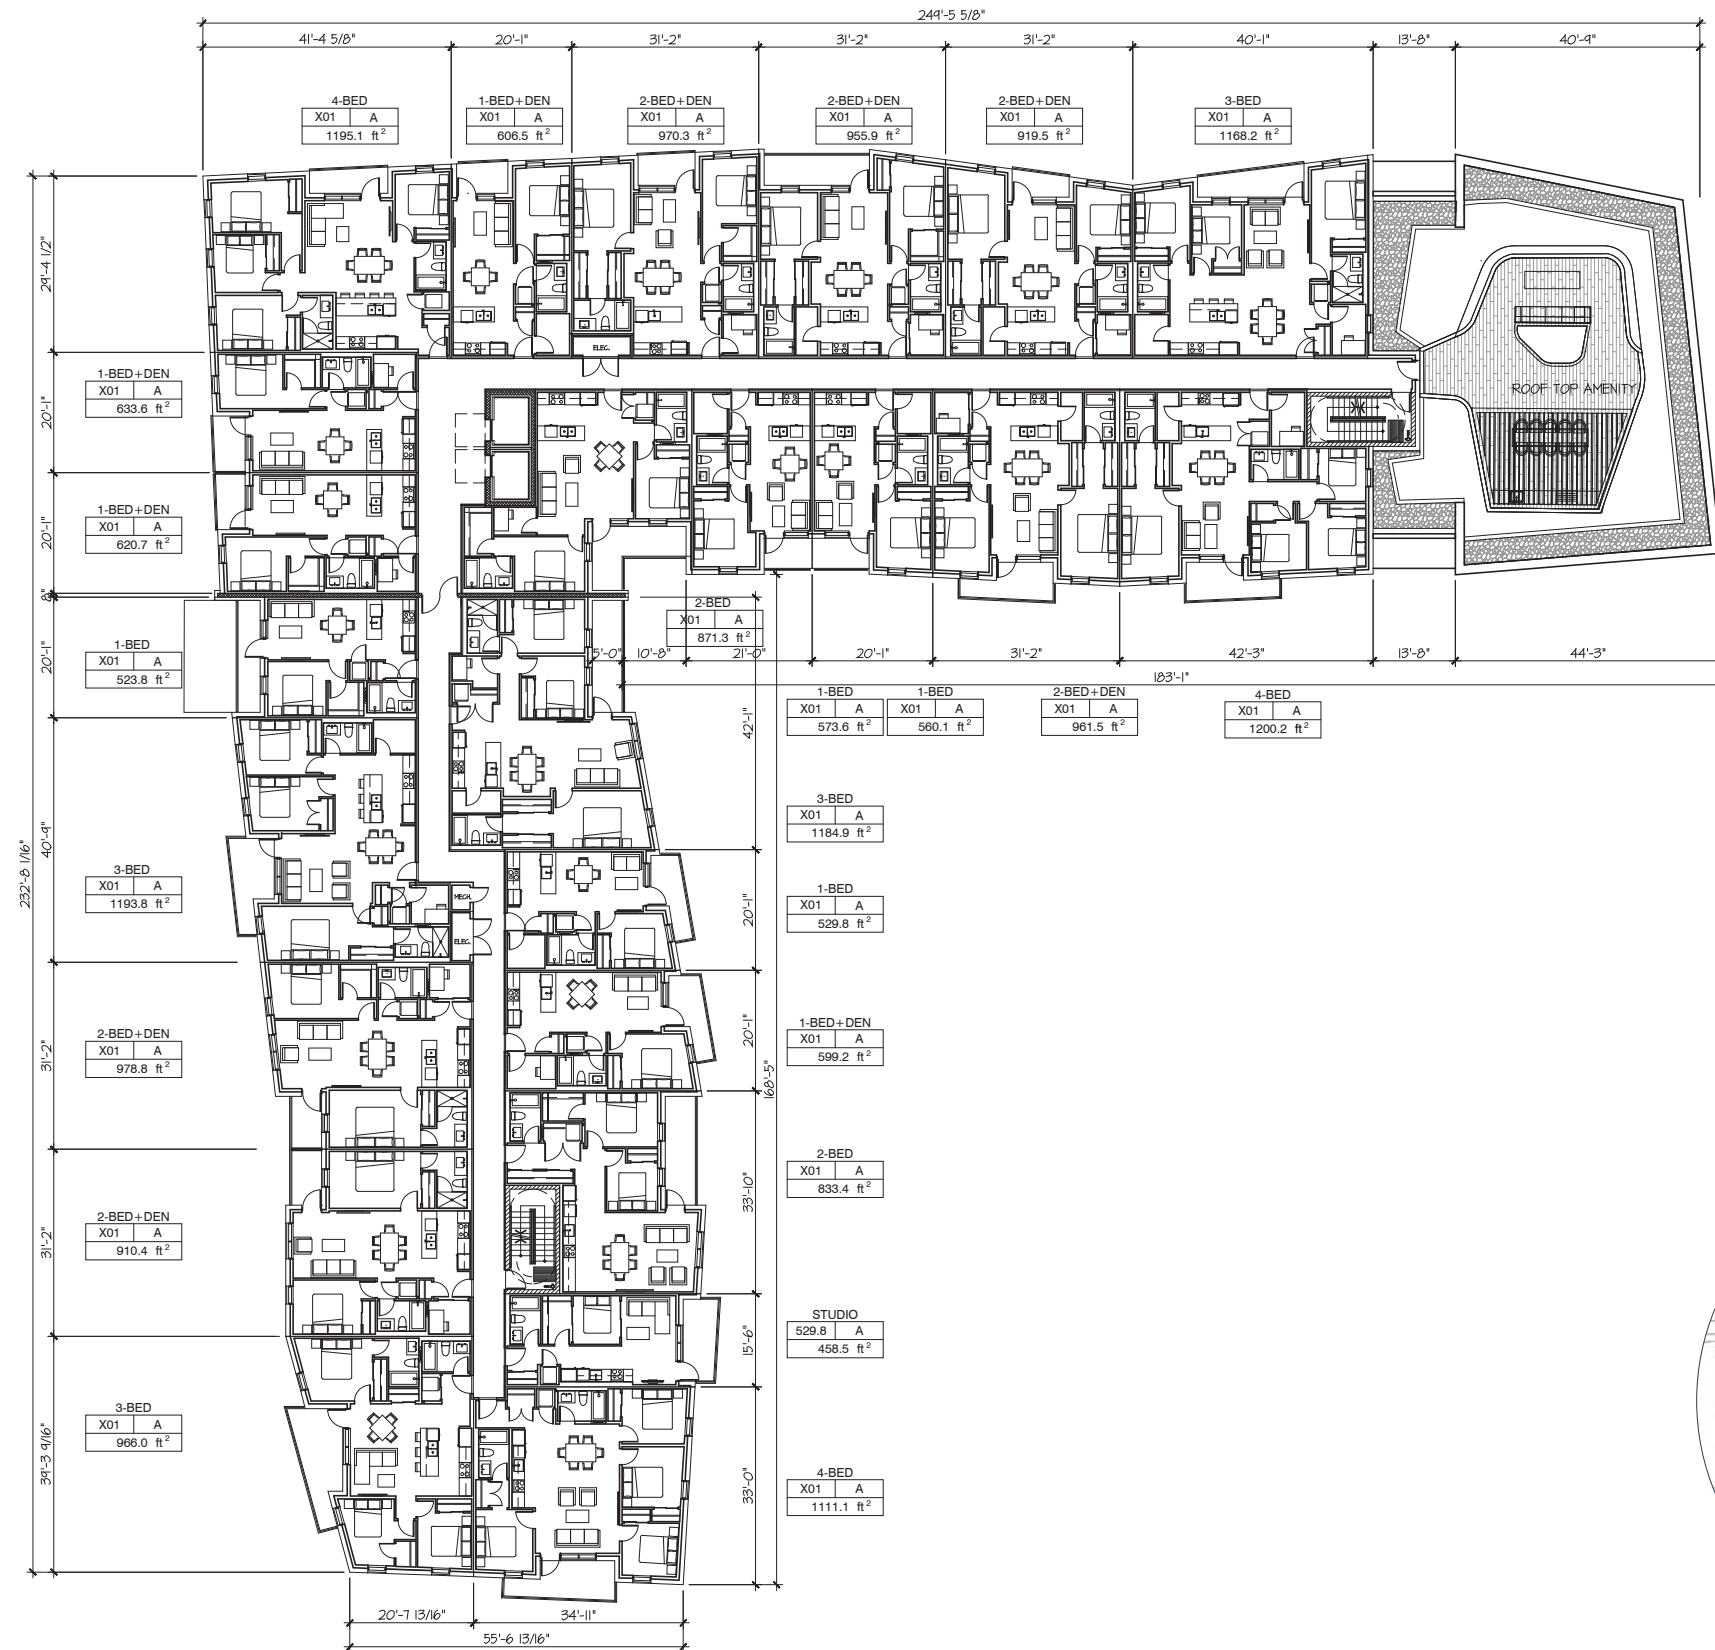 249'-5 5/8"
41'-4 5/8" 20'-1" 31'-2" 31'-2" 31'-2" 40'-1" 13'-8" 40'-9"
4-BED
X01 A
1195.1 ft²
1-BED+DEN
X01 A
606.5 ft²
2-BED+DEN
X01 A
970.3 ft²
2-BED+DEN
X01 A
955.9 ft²
2-BED+DEN
X01 A
919.5 ft²
3-BED
X01 A
1168.2 ft²
29'-4 1/2"
ELEC.
1-BED+DEN
X01 A
633.6 ft²
20'-1"
ROOF TOP AMENITY
1-BED+DEN
X01 A
620.7 ft²
20'-1"
8"
2-BED
X01 A
871.3 ft²
1-BED
X01 A
523.8 ft²
20'-1"
5'-0" 10'-8" 21'-0" 20'-1" 31'-2" 42'-3" 13'-8" 44'-3"
183'-1"
1-BED
X01 A
573.6 ft²
1-BED
X01 A
560.1 ft²
2-BED+DEN
X01 A
961.5 ft²
4-BED
X01 A
1200.2 ft²
42'-1"
3-BED
X01 A
1184.9 ft²
40'-9"
232'-8 1/16"
3-BED
X01 A
1193.8 ft²
MECH.
ELEC.
1-BED
X01 A
529.8 ft²
20'-1"
2-BED+DEN
X01 A
978.8 ft²
31'-2"
1-BED+DEN
X01 A
599.2 ft²
20'-1"
168'-5"
2-BED
X01 A
833.4 ft²
33'-10"
2-BED+DEN
X01 A
910.4 ft²
31'-2"
STUDIO
529.8 A
458.5 ft²
15'-6"
3-BED
X01 A
966.0 ft²
39'-3 9/16"
4-BED
X01 A
1111.1 ft²
33'-0"
20'-7 13/16" 34'-11"
55'-6 13/16"